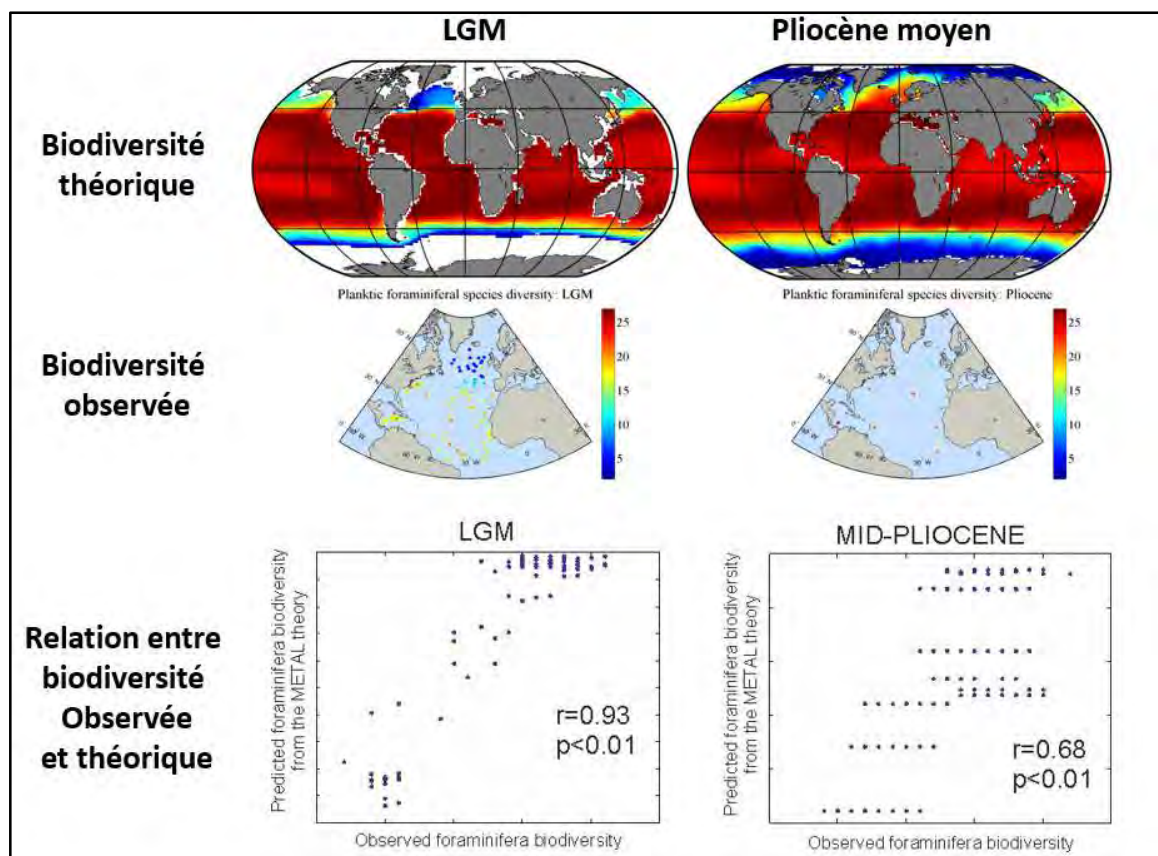 LGM
Pliocène moyen
Biodiversité
théorique
Planktic foraminiferal species diversity: LGM
Planktic foraminiferal species diversity: Pliocene
Biodiversité
observée
25
20
15
10
5
25
20
15
10
5
Relation entre
biodiversité
Observée
et théorique
LGM
Predicted foraminifera biodiversity
from the METAL theory
r=0.93
p<0.01
Observed foraminifera biodiversity
MID-PLIOCENE
Predicted foraminifera biodiversity
from the METAL theory
r=0.68
p<0.01
Observed foraminifera biodiversity